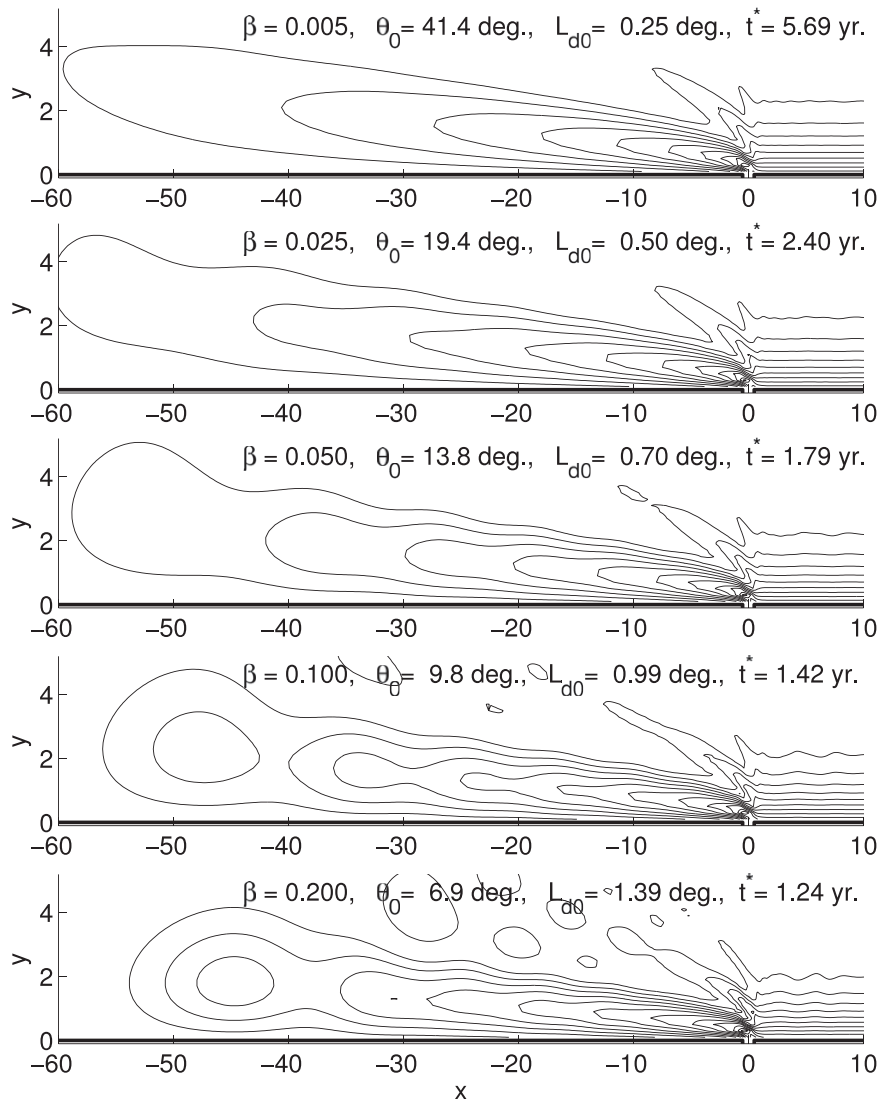 β = 0.005, θ0 = 41.4 deg., Ld0= 0.25 deg., t*= 5.69 yr.
4
y
2
0
−60 −50 −40 −30 −20 −10 0 10
β = 0.025, θ0 = 19.4 deg., Ld0= 0.50 deg., t*= 2.40 yr.
4
y
2
0
−60 −50 −40 −30 −20 −10 0 10
β = 0.050, θ0 = 13.8 deg., Ld0= 0.70 deg., t*= 1.79 yr.
4
y
2
0
−60 −50 −40 −30 −20 −10 0 10
β = 0.100, θ0 = 9.8 deg., Ld0= 0.99 deg., t*= 1.42 yr.
4
y
2
0
−60 −50 −40 −30 −20 −10 0 10
β = 0.200, θ0 = 6.9 deg., Ld0= 1.39 deg., t*= 1.24 yr.
4
y
2
0
−60 −50 −40 −30 −20 −10 0 10
x